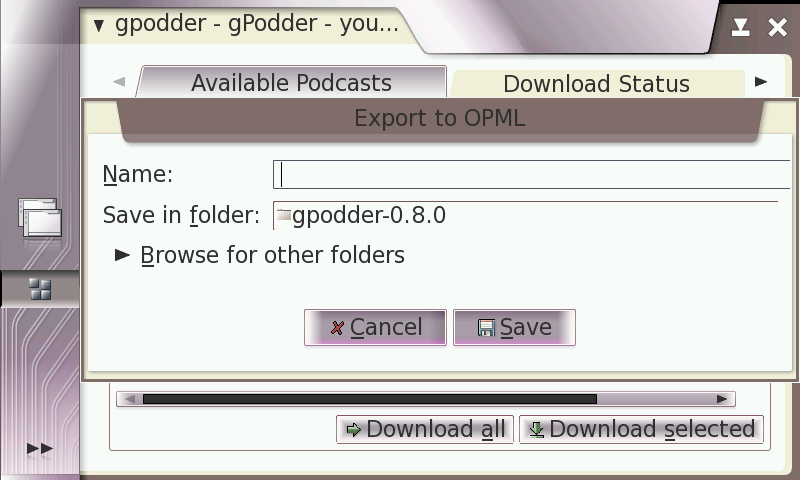 gpodder - gPodder - you...
Available Podcasts
Download Status
Export to OPML
Name:
Save in folder: gpodder-0.8.0
Browse for other folders
Cancel Save
Download all Download selected